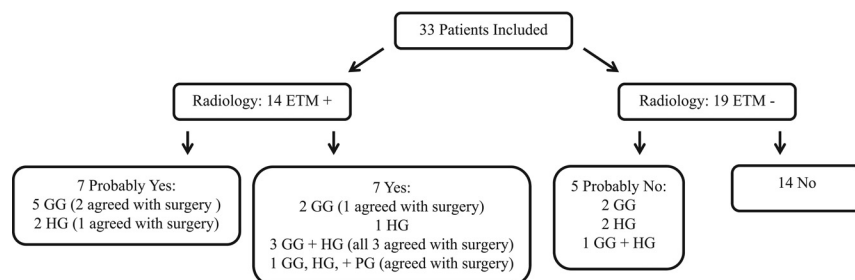 33 Patients Included
Radiology: 14 ETM +
Radiology: 19 ETM -
7 Probably Yes:
5 GG (2 agreed with surgery )
2 HG (1 agreed with surgery)
7 Yes:
2 GG (1 agreed with surgery)
1 HG
3 GG + HG (all 3 agreed with surgery)
1 GG, HG, + PG (agreed with surgery)
5 Probably No:
2 GG
2 HG
1 GG + HG
14 No